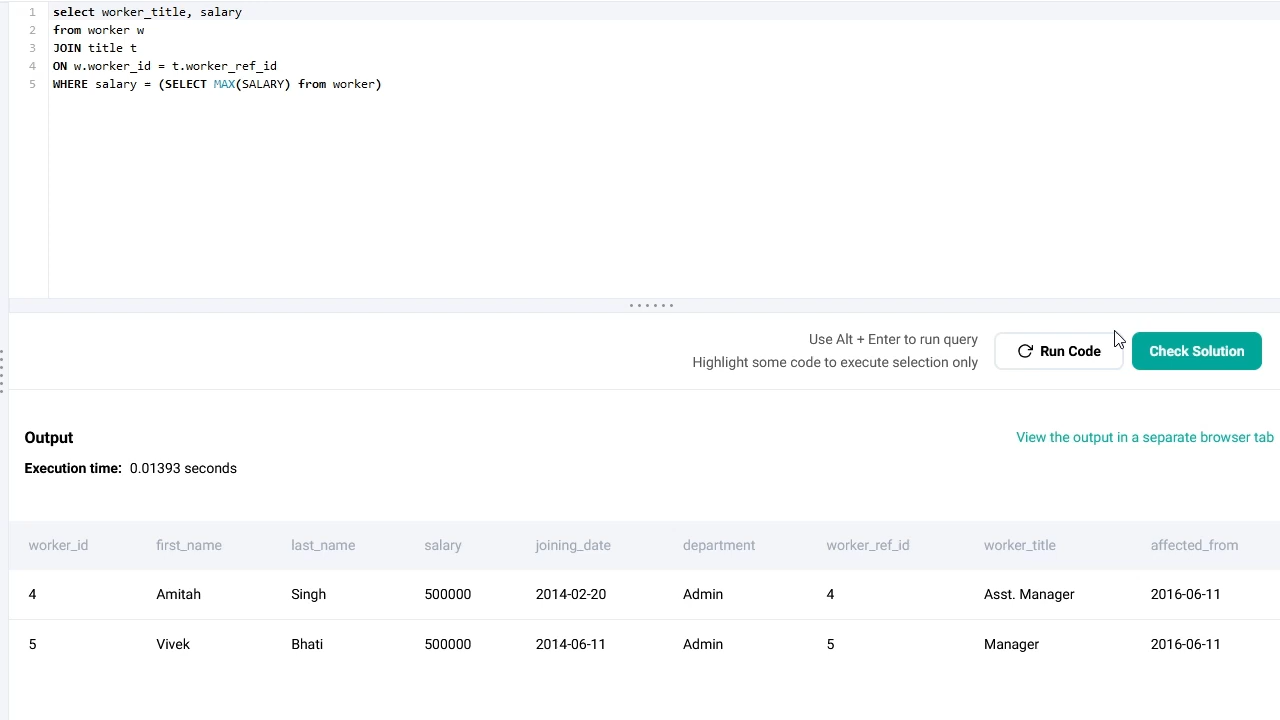 1 select worker_title, salary
2 from worker w
3 JOIN title t
4 ON w.worker_id = t.worker_ref_id
5 WHERE salary = (SELECT MAX(SALARY) from worker)
Use Alt + Enter to run query
Highlight some code to execute selection only
Run Code
Check Solution
Output
View the output in a separate browser tab
Execution time: 0.01393 seconds
worker_id first_name last_name salary joining_date department worker_ref_id worker_title affected_from
4 Amitah Singh 500000 2014-02-20 Admin 4 Asst. Manager 2016-06-11
5 Vivek Bhati 500000 2014-06-11 Admin 5 Manager 2016-06-11